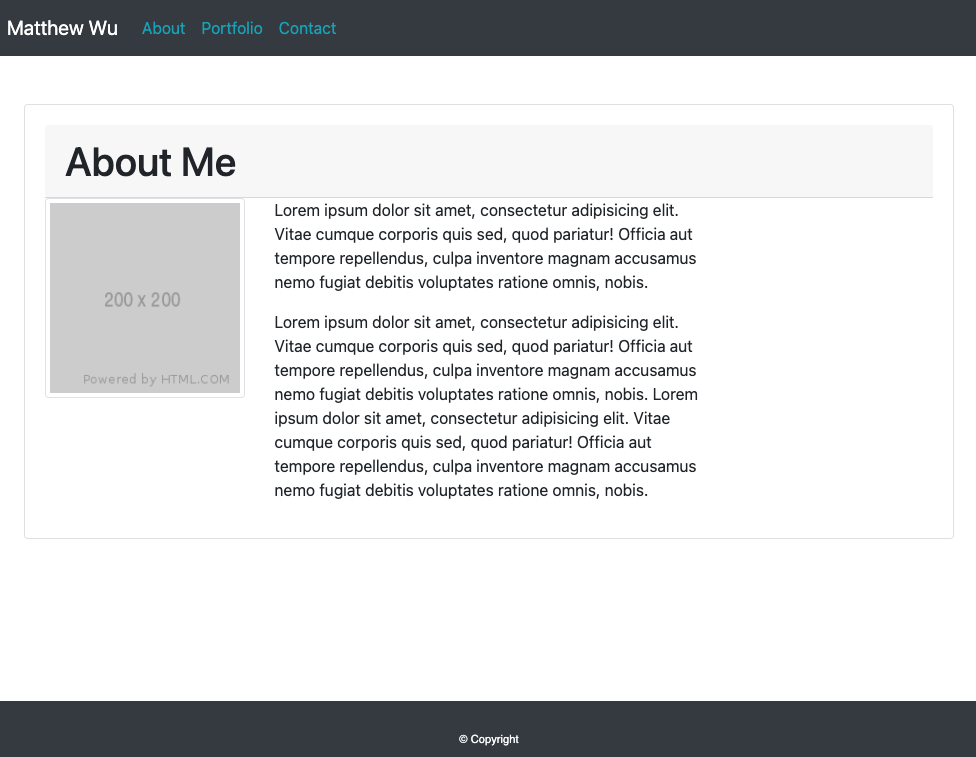 Matthew Wu About Portfolio Contact
About Me
200 x 200
Powered by HTML.COM
Lorem ipsum dolor sit amet, consectetur adipisicing elit.
Vitae cumque corporis quis sed, quod pariatur! Officia aut
tempore repellendus, culpa inventore magnam accusamus
nemo fugiat debitis voluptates ratione omnis, nobis.
Lorem ipsum dolor sit amet, consectetur adipisicing elit.
Vitae cumque corporis quis sed, quod pariatur! Officia aut
tempore repellendus, culpa inventore magnam accusamus
nemo fugiat debitis voluptates ratione omnis, nobis. Lorem
ipsum dolor sit amet, consectetur adipisicing elit. Vitae
cumque corporis quis sed, quod pariatur! Officia aut
tempore repellendus, culpa inventore magnam accusamus
nemo fugiat debitis voluptates ratione omnis, nobis.
© Copyright